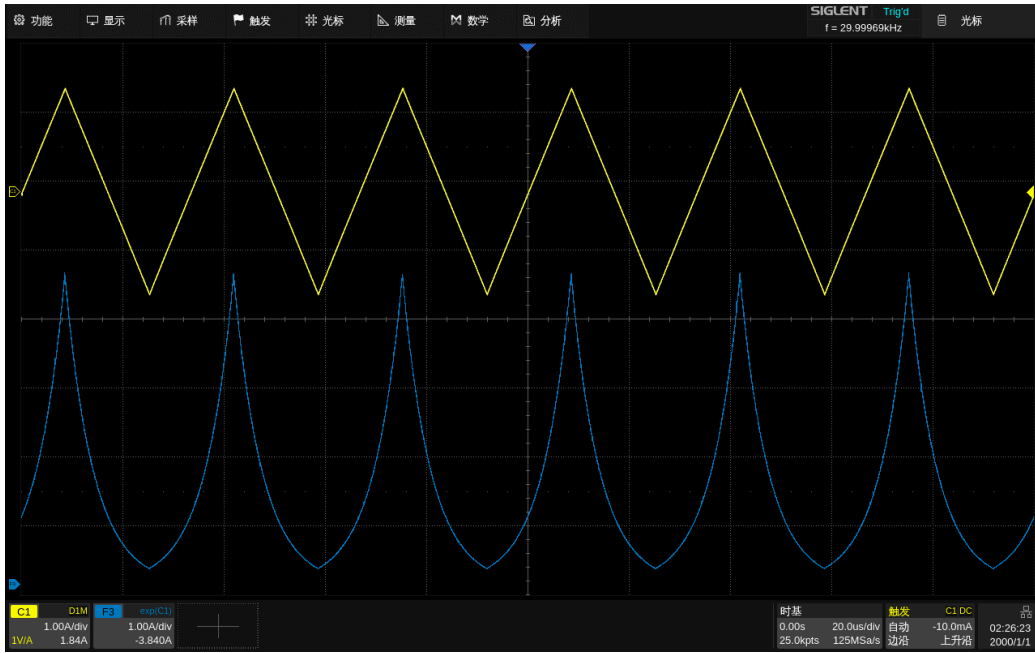 功能 显示 采样 触发 光标 测量 数学 分析 SIGLENT Trig'd 光标
f = 29.99969kHz
C1 D1M F3 exp(C1) 时基 触发 C1 DC
1.00A/div 1.00A/div 0.00s 20.0us/div 自动 -10.0mA 02:26:23
1V/A 1.84A -3.840A 25.0kpts 125MSa/s 边沿 上升沿 2000/1/1